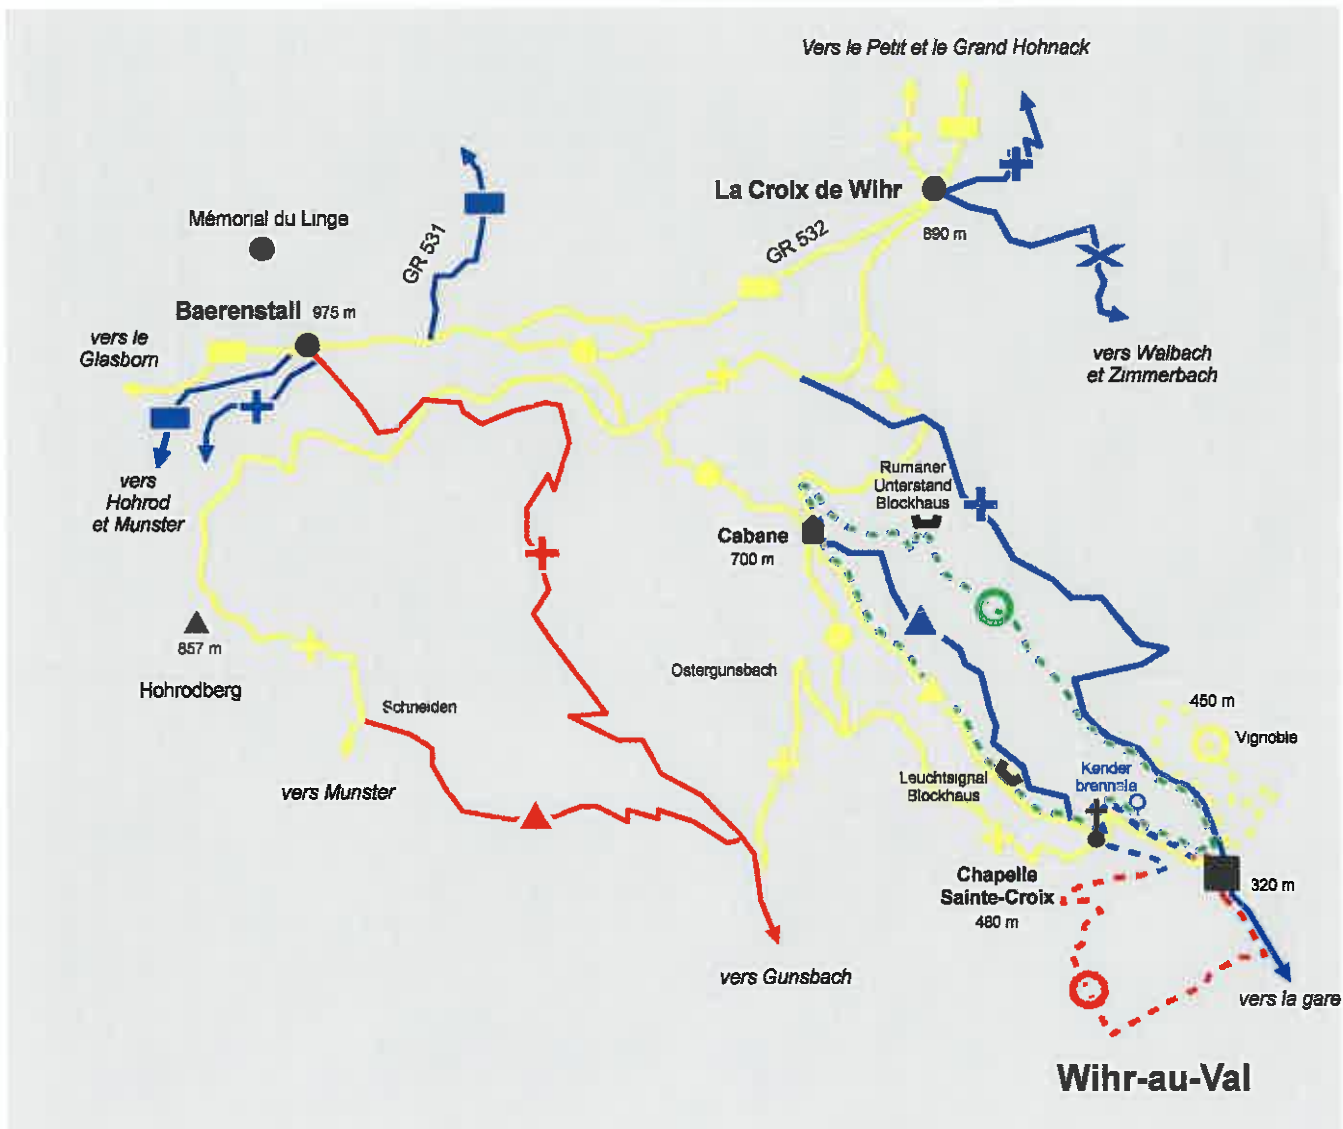 Vers le Petit et le Grand Hohnack
La Croix de Wihr
890 m
GR 532
GR 531
Mémorial du Linge
Baerenstall 975 m
vers le
Glasborn
vers Walbach
et Zimmerbach
vers
Hohrod
et Munster
Rumaner
Unterstand
Blockhaus
Cabane
700 m
857 m
Hohrodberg
Ostergunsbach
Schneiden
450 m
Vignoble
vers Munster
Leuchtsignal
Blockhaus
Kender
brennala
Chapelle
Sainte-Croix
480 m
320 m
vers Gunsbach
vers la gare
Wihr-au-Val